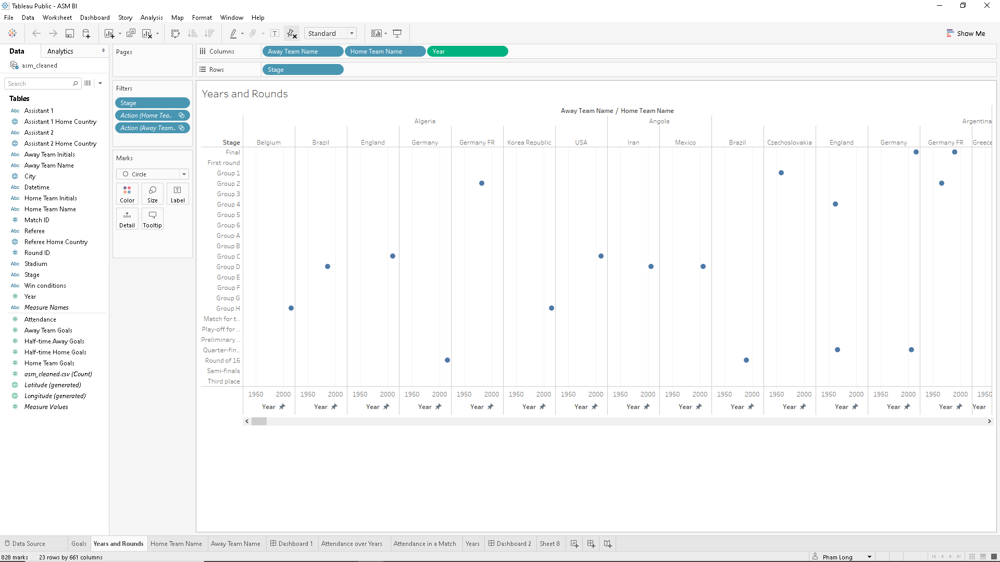 Tableau Public - ASM BI
File Data Worksheet Dashboard Story Analysis Map Format Window Help
Standard
Show Me
Data Analytics
asm_cleaned
Search
Tables
Abc Assistant 1
Assistant 1 Home Country
Abc Assistant 2
Assistant 2 Home Country
Abc Away Team Initials
Abc Away Team Name
City
Abc Datetime
Abc Home Team Initials
Abc Home Team Name
# Match ID
Abc Referee
Referee Home Country
# Round ID
Abc Stadium
Abc Stage
Abc Win conditions
# Year
Abc Measure Names
# Attendance
# Away Team Goals
# Half-time Away Goals
# Half-time Home Goals
# Home Team Goals
# asm_cleaned.csv (Count)
Latitude (generated)
Longitude (generated)
# Measure Values
Pages
Filters
Stage
Action (Home Tea..
Action (Away Team..
Marks
Circle
Color Size Label
Detail Tooltip
Columns Away Team Name Home Team Name Year
Rows Stage
Years and Rounds
Away Team Name / Home Team Name
Algeria Angola Argentina
Stage Belgium Brazil England Germany Germany FR Korea Republic USA Iran Mexico Brazil Czechoslovakia England Germany Germany FR Greece
Final
First round
Group 1
Group 2
Group 3
Group 4
Group 5
Group 6
Group A
Group B
Group C
Group D
Group E
Group F
Group G
Group H
Match for t..
Play-off for ..
Preliminary ..
Quarter-fin..
Round of 16
Semi-finals
Third place
1950 2000 1950 2000 1950 2000 1950 2000 1950 2000 1950 2000 1950 2000 1950 2000 1950 2000 1950 2000 1950 2000 1950 2000 1950 2000 1950 2000 1950
Year Year Year Year Year Year Year Year Year Year Year Year Year Year Year
Data Source Goals Years and Rounds Home Team Name Away Team Name Dashboard 1 Attendance over Years Attendance in a Match Years Dashboard 2 Sheet 8
828 marks 23 rows by 661 columns Pham Long